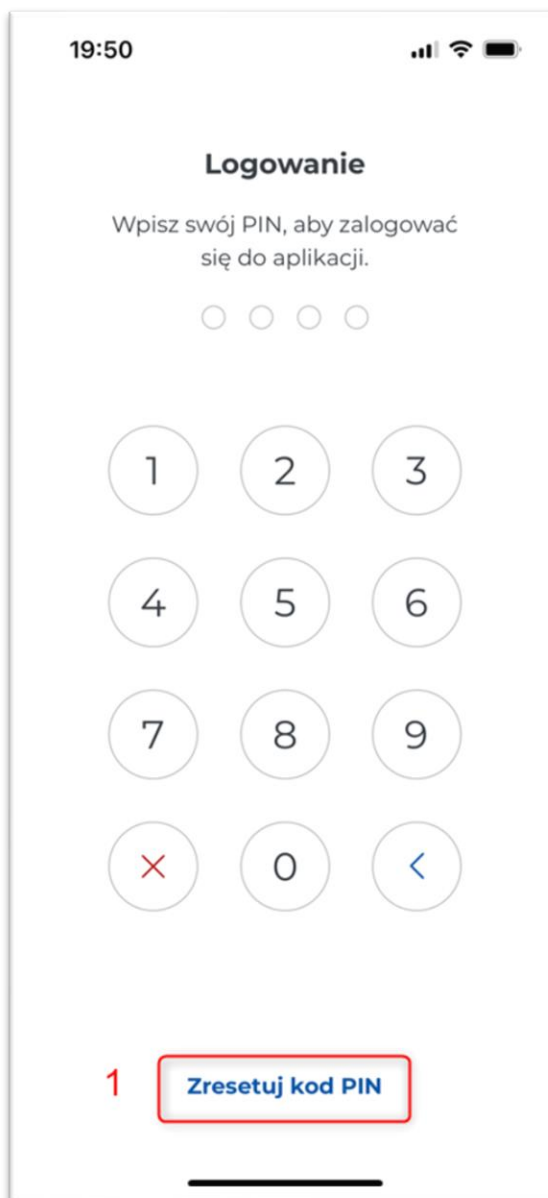 19:50
Logowanie
Wpisz swój PIN, aby zalogować
się do aplikacji.
1 2 3
4 5 6
7 8 9
0
1 Zresetuj kod PIN